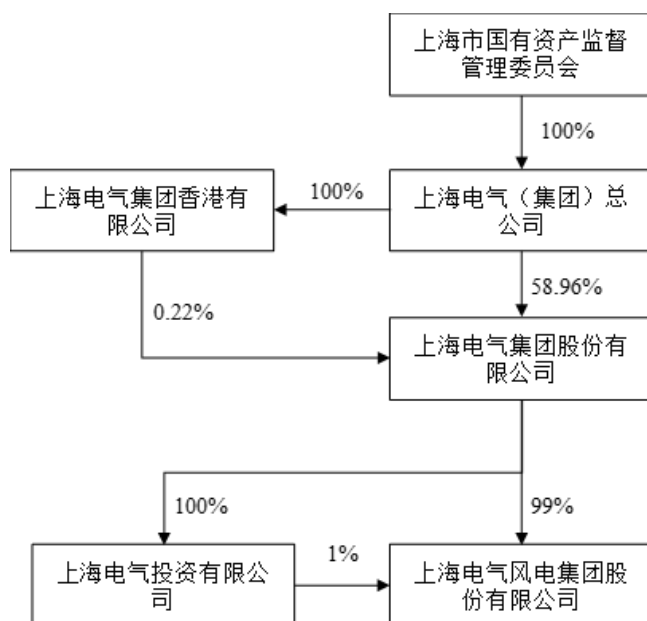 上海市国有资产监督
管理委员会
100%
上海电气集团香港有
限公司
100%
上海电气（集团）总
公司
0.22%
58.96%
上海电气集团股份有
限公司
100%
99%
上海电气投资有限公
司
1%
上海电气风电集团股
份有限公司